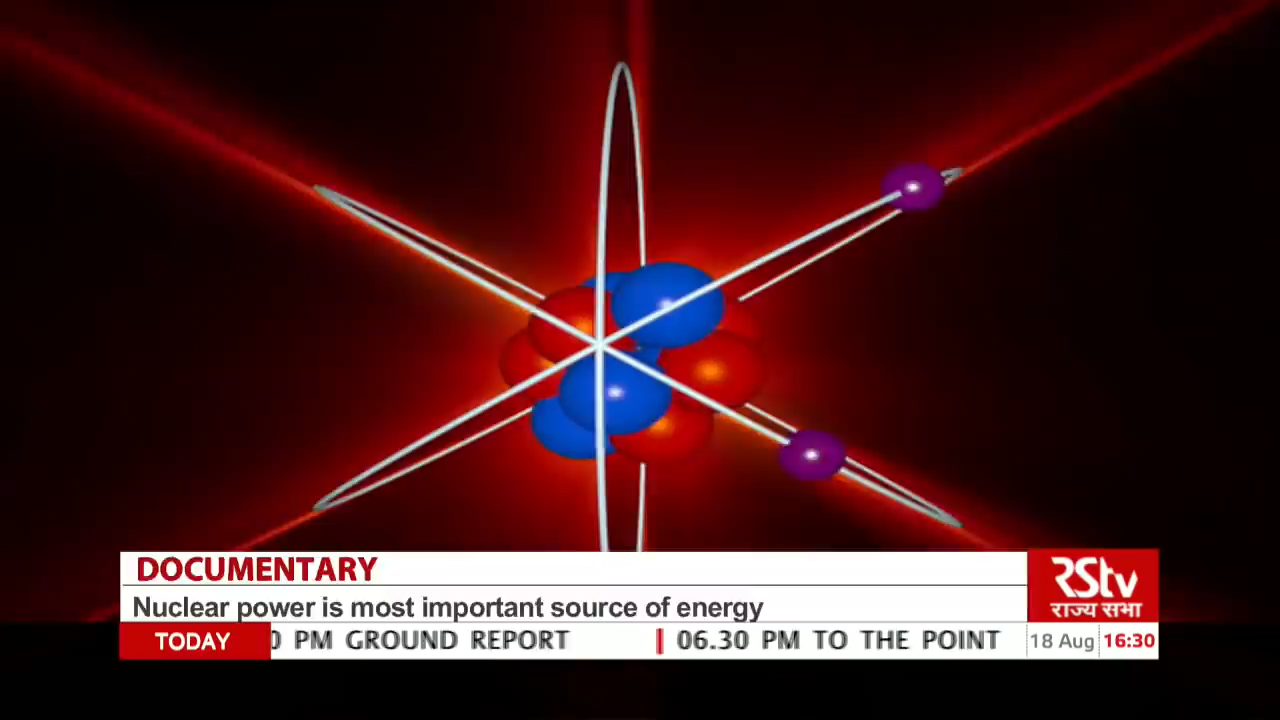 DOCUMENTARY
Nuclear power is most important source of energy
RStv
राज्य सभा
TODAY
0 PM GROUND REPORT | 06.30 PM TO THE POINT
18 Aug 16:30